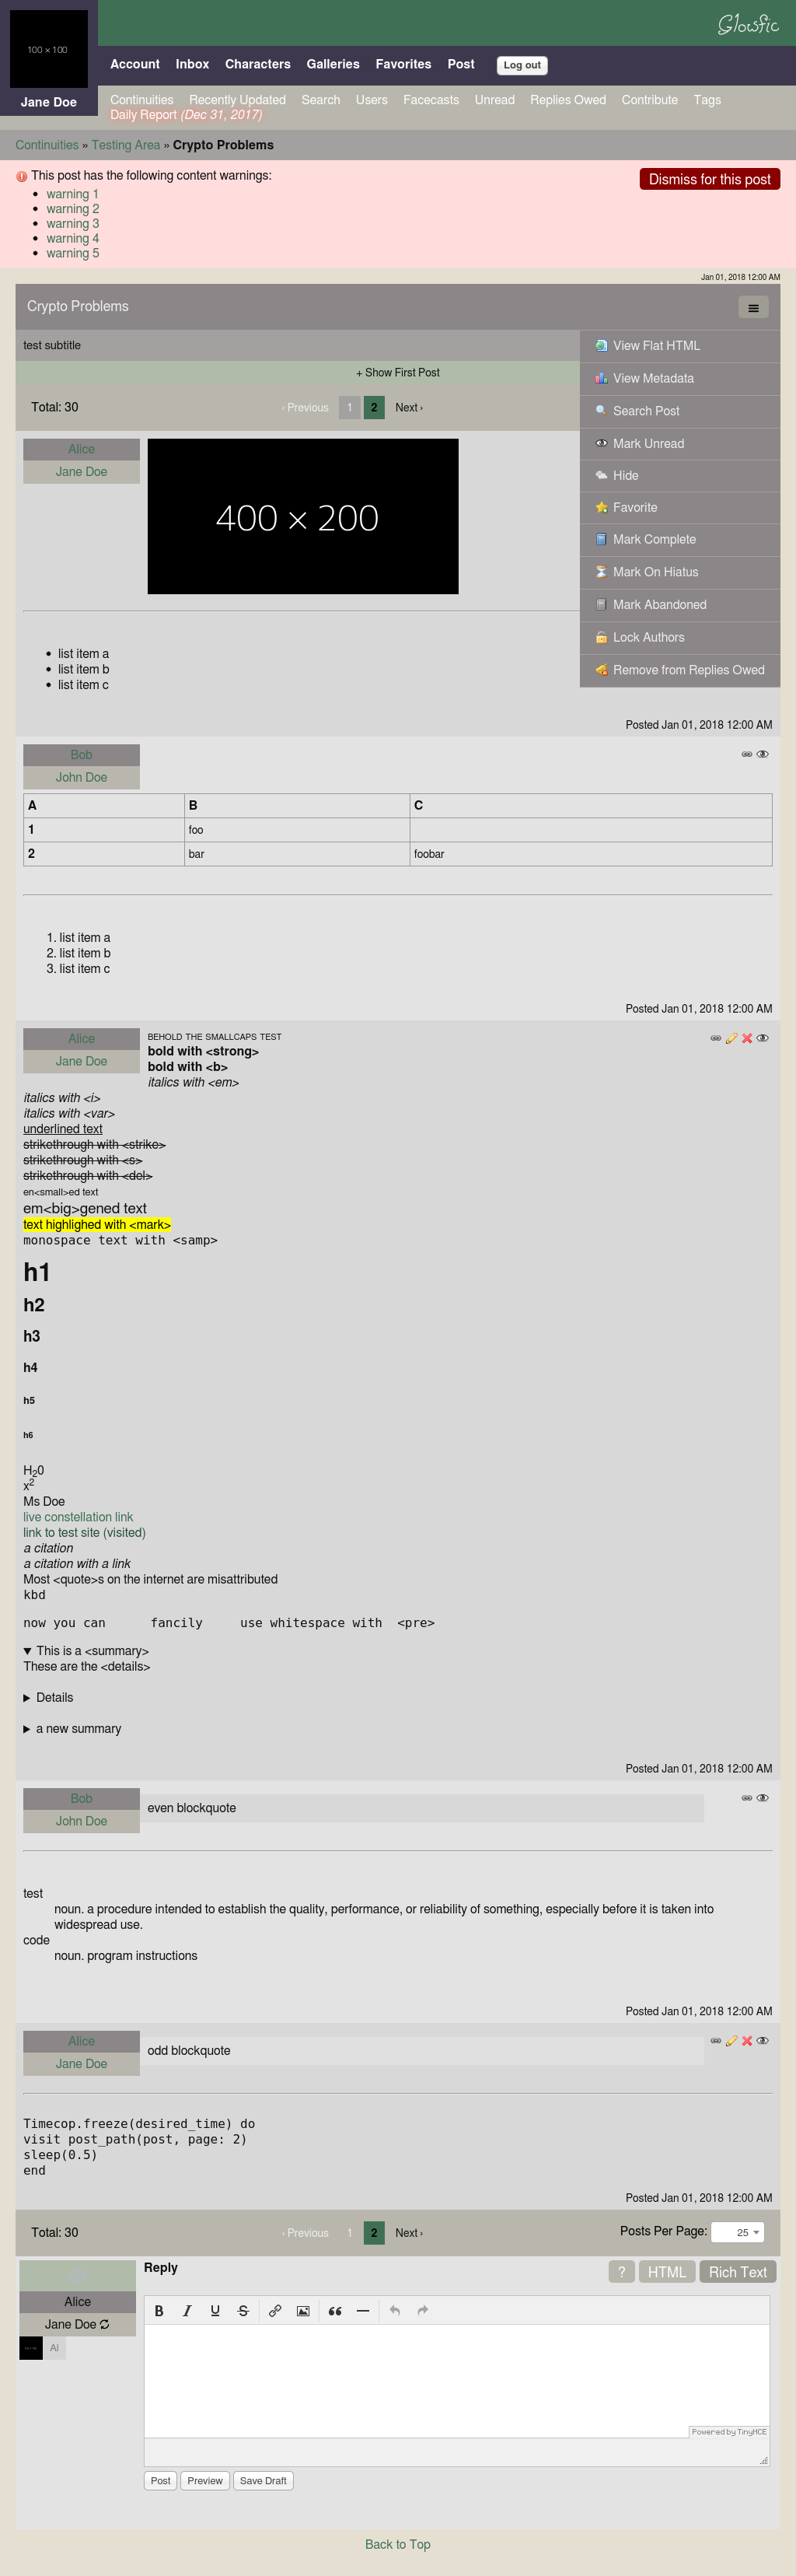 100 × 100
Glowfic
Account Inbox Characters Galleries Favorites Post Log out
Jane Doe
Continuities Recently Updated Search Users Facecasts Unread Replies Owed Contribute Tags
Daily Report (Dec 31, 2017)
Continuities » Testing Area » Crypto Problems
This post has the following content warnings:
Dismiss for this post
warning 1
warning 2
warning 3
warning 4
warning 5
Jan 01, 2018 12:00 AM
Crypto Problems
test subtitle
+ Show First Post
Total: 30 ‹ Previous 1 2 Next ›
View Flat HTML
View Metadata
Search Post
Mark Unread
Hide
Favorite
Mark Complete
Mark On Hiatus
Mark Abandoned
Lock Authors
Remove from Replies Owed
Alice
Jane Doe
400 × 200
• list item a
• list item b
• list item c
Posted Jan 01, 2018 12:00 AM
Bob
John Doe
A B C
1 foo
2 bar foobar
1. list item a
2. list item b
3. list item c
Posted Jan 01, 2018 12:00 AM
Alice
Jane Doe
BEHOLD THE SMALLCAPS TEST
bold with <strong>
bold with <b>
italics with <em>
italics with <i>
italics with <var>
underlined text
strikethrough with <strike>
strikethrough with <s>
strikethrough with <del>
en<small>ed text
em<big>gened text
text highlighed with <mark>
monospace text with <samp>
h1
h2
h3
h4
h5
h6
H20
x2
Ms Doe
live constellation link
link to test site (visited)
a citation
a citation with a link
Most <quote>s on the internet are misattributed
kbd
now you can      fancily     use whitespace with  <pre>
▼ This is a <summary>
These are the <details>
► Details
► a new summary
Posted Jan 01, 2018 12:00 AM
Bob
John Doe
even blockquote
test
noun. a procedure intended to establish the quality, performance, or reliability of something, especially before it is taken into
widespread use.
code
noun. program instructions
Posted Jan 01, 2018 12:00 AM
Alice
Jane Doe
odd blockquote
Timecop.freeze(desired_time) do
visit post_path(post, page: 2)
sleep(0.5)
end
Posted Jan 01, 2018 12:00 AM
Total: 30 ‹ Previous 1 2 Next › Posts Per Page: 25
Reply
? HTML Rich Text
Alice
Jane Doe
Al
B I U S
Powered by TinyMCE
Post Preview Save Draft
Back to Top